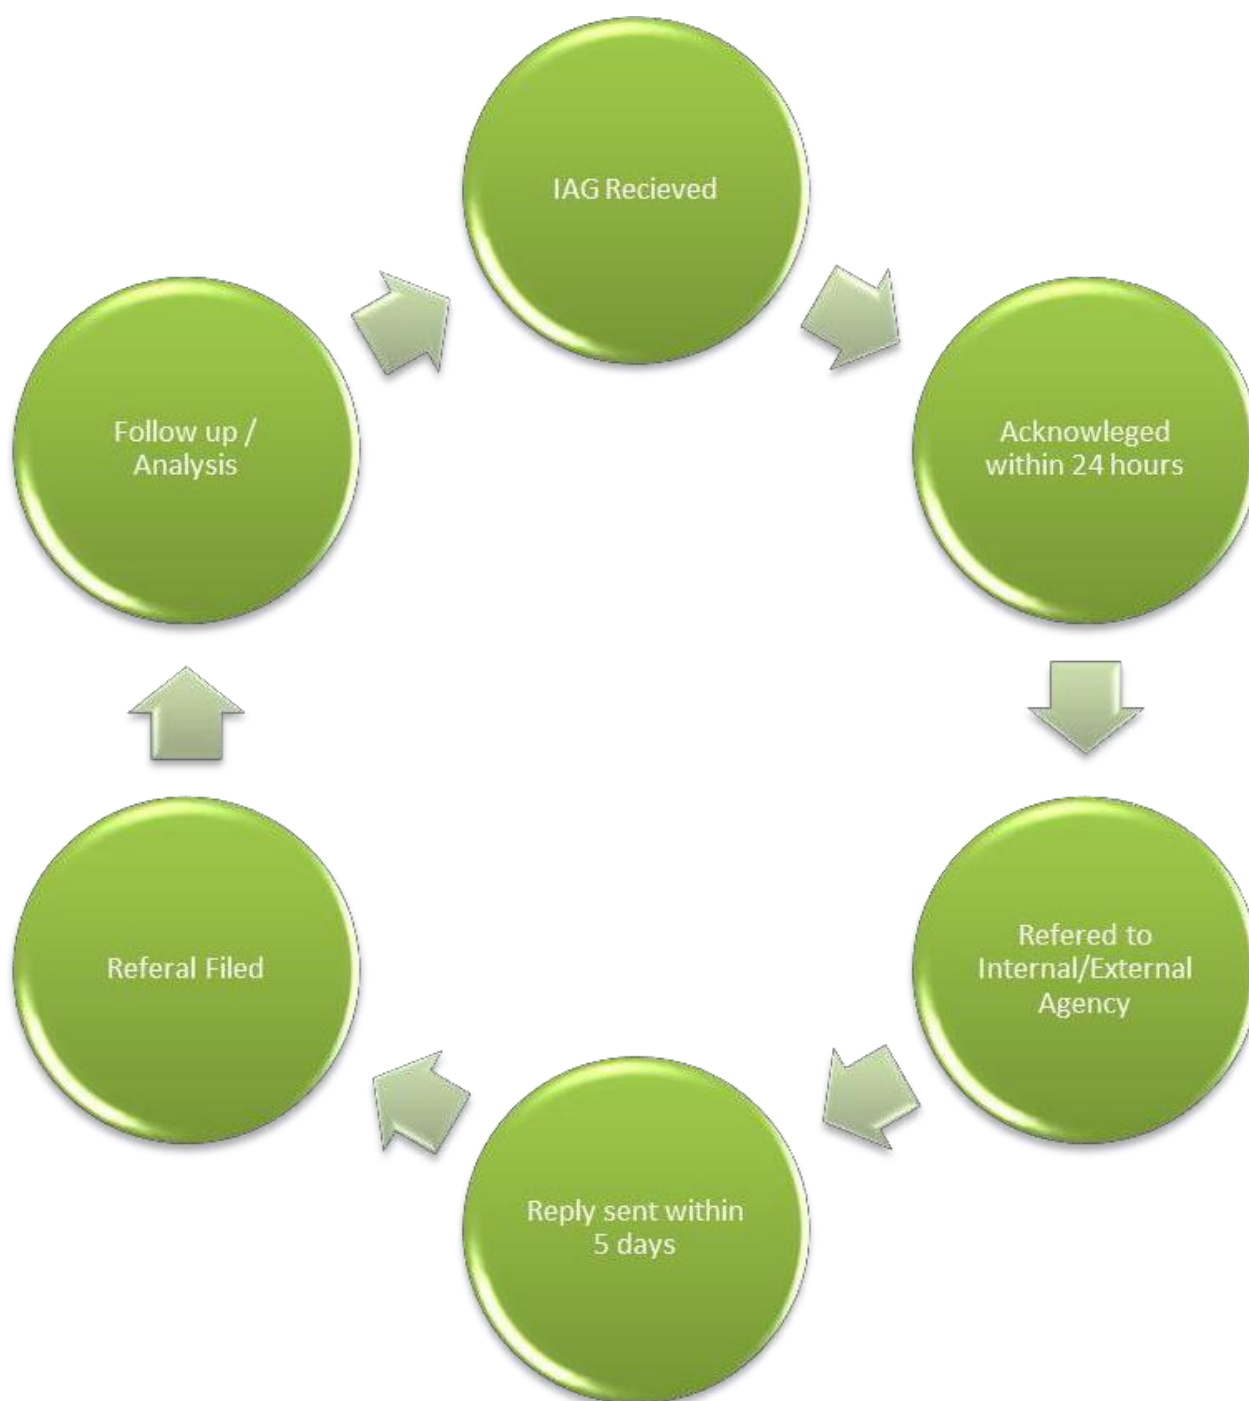 IAG Recieved
Acknowleged
within 24 hours
Refered to
Internal/External
Agency
Reply sent within
5 days
Referal Filed
Follow up /
Analysis